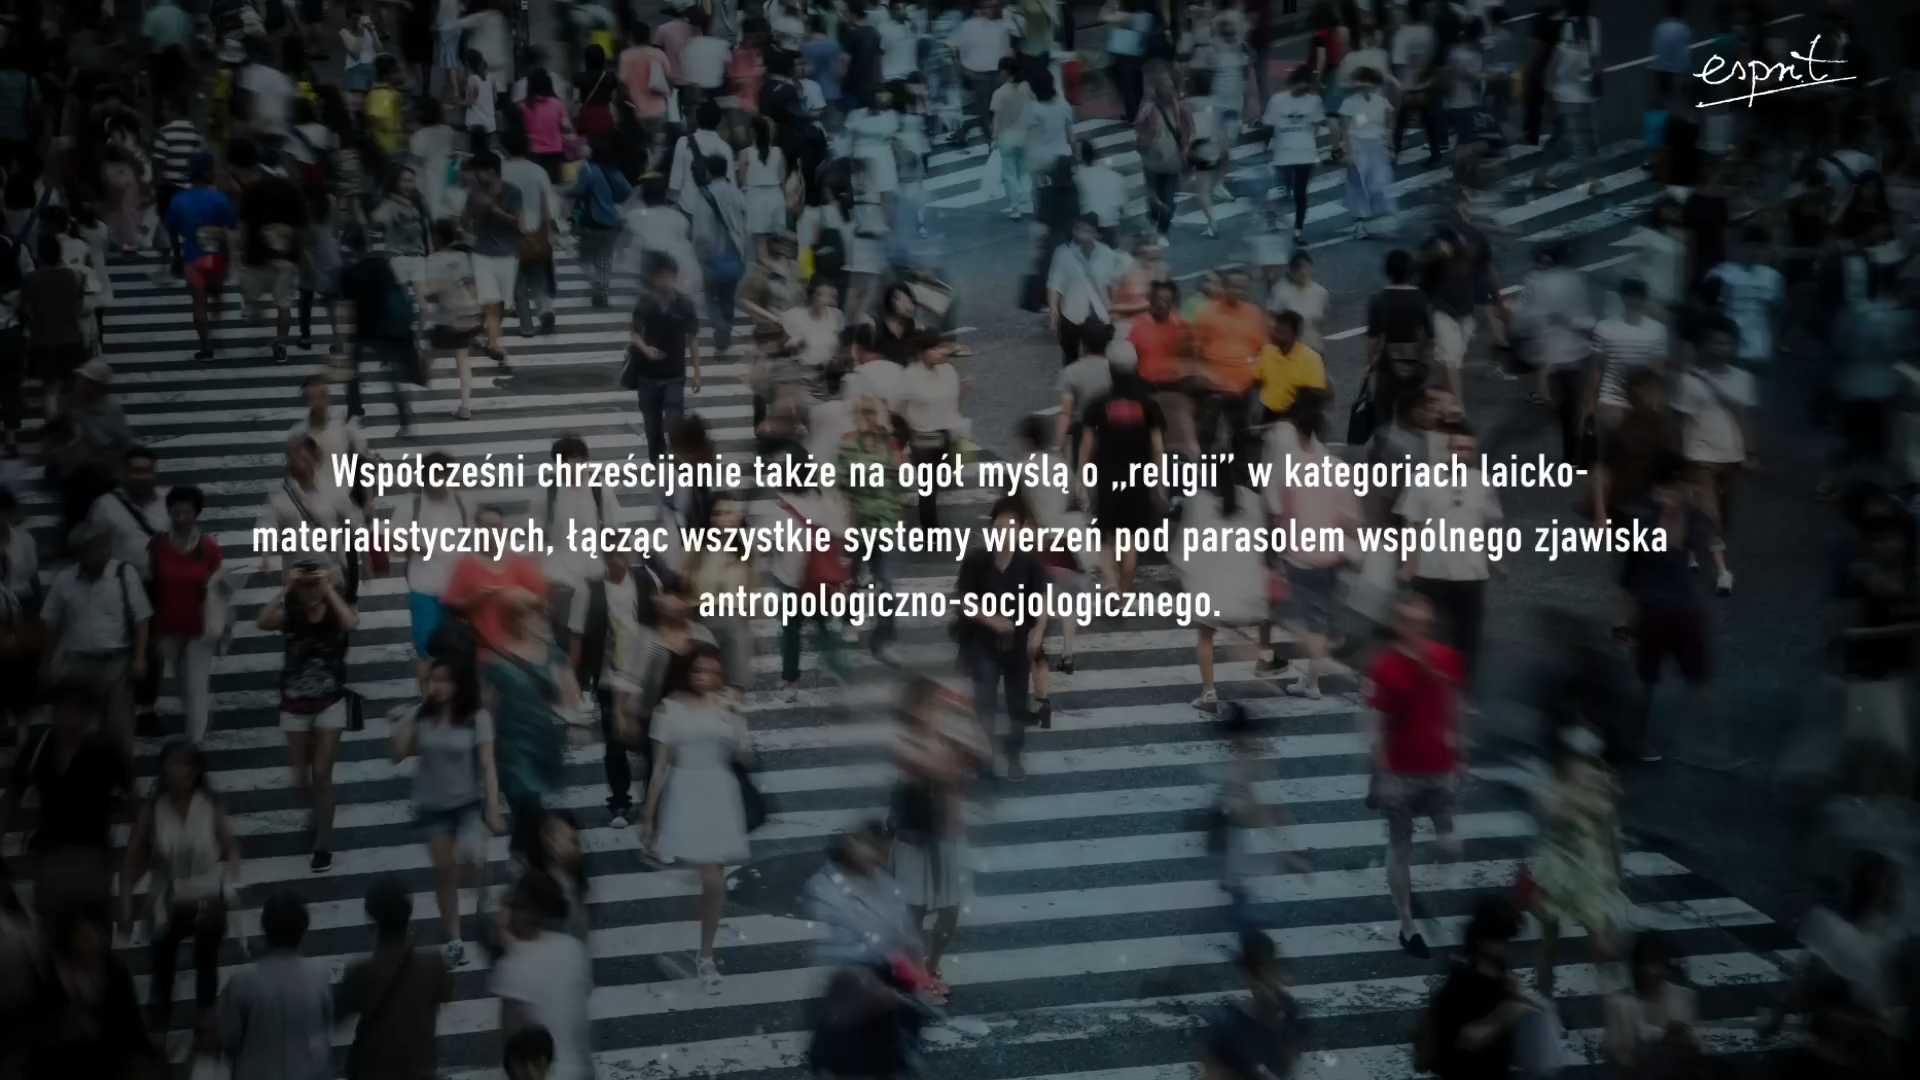 esprit
Współcześni chrześcijanie także na ogół myślą o „religii” w kategoriach laicko-
materialistycznych, łącząc wszystkie systemy wierzeń pod parasolem wspólnego zjawiska
antropologiczno-socjologicznego.